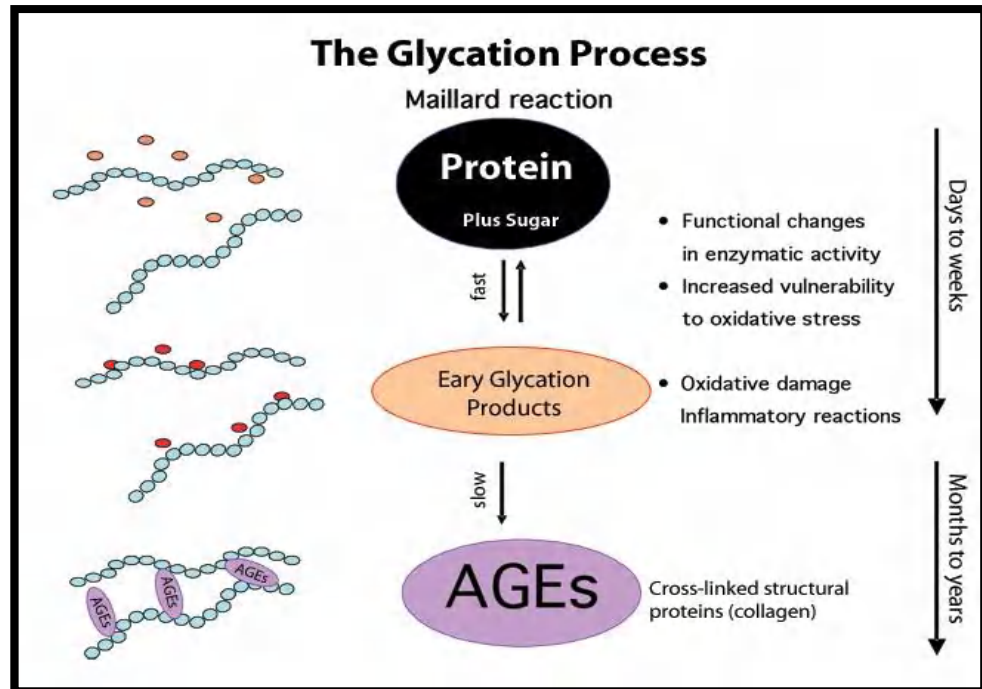 The Glycation Process
Maillard reaction
Protein
Plus Sugar
fast
• Functional changes
in enzymatic activity
• Increased vulnerability
to oxidative stress
Days to weeks
Eary Glycation
Products
• Oxidative damage
Inflammatory reactions
slow
AGEs
AGEs
AGEs
AGEs
Cross-linked structural
proteins (collagen)
Months to years